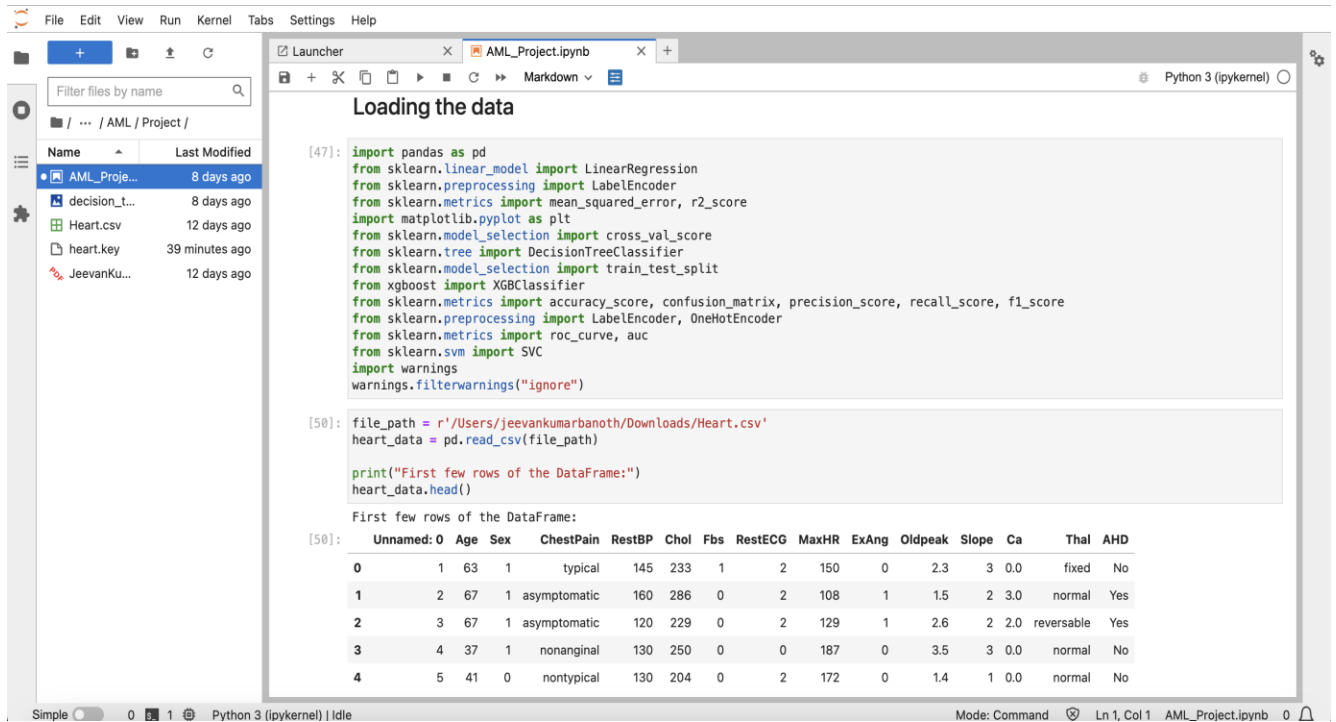 File Edit View Run Kernel Tabs Settings Help
Launcher
AML_Project.ipynb
Markdown
Python 3 (ipykernel)
Filter files by name
/ ··· / AML / Project /
Name Last Modified
AML_Proje... 8 days ago
decision_t... 8 days ago
Heart.csv 12 days ago
heart.key 39 minutes ago
JeevanKu... 12 days ago
Loading the data
[47]: import pandas as pd
from sklearn.linear_model import LinearRegression
from sklearn.preprocessing import LabelEncoder
from sklearn.metrics import mean_squared_error, r2_score
import matplotlib.pyplot as plt
from sklearn.model_selection import cross_val_score
from sklearn.tree import DecisionTreeClassifier
from sklearn.model_selection import train_test_split
from xgboost import XGBClassifier
from sklearn.metrics import accuracy_score, confusion_matrix, precision_score, recall_score, f1_score
from sklearn.preprocessing import LabelEncoder, OneHotEncoder
from sklearn.metrics import roc_curve, auc
from sklearn.svm import SVC
import warnings
warnings.filterwarnings("ignore")
[50]: file_path = r'/Users/jeevankumarbanoth/Downloads/Heart.csv'
heart_data = pd.read_csv(file_path)
print("First few rows of the DataFrame:")
heart_data.head()
First few rows of the DataFrame:
[50]: Unnamed: 0 Age Sex ChestPain RestBP Chol Fbs RestECG MaxHR ExAng Oldpeak Slope Ca Thal AHD
0 1 63 1 typical 145 233 1 2 150 0 2.3 3 0.0 fixed No
1 2 67 1 asymptomatic 160 286 0 2 108 1 1.5 2 3.0 normal Yes
2 3 67 1 asymptomatic 120 229 0 2 129 1 2.6 2 2.0 reversable Yes
3 4 37 1 nonanginal 130 250 0 0 187 0 3.5 3 0.0 normal No
4 5 41 0 nontypical 130 204 0 2 172 0 1.4 1 0.0 normal No
Simple 0 1 Python 3 (ipykernel) | Idle Mode: Command Ln 1, Col 1 AML_Project.ipynb 0